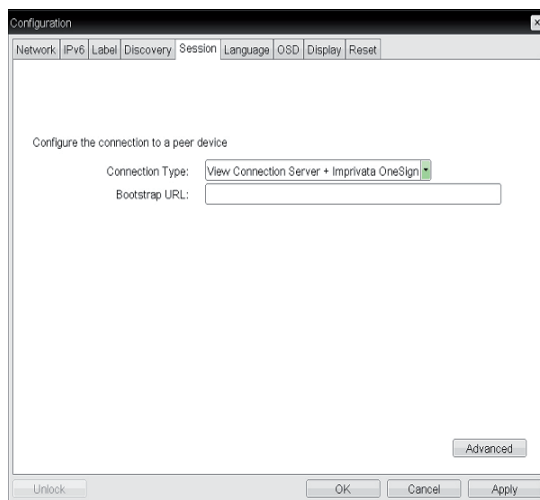 Configuration
Network IPv6 Label Discovery Session Language OSD Display Reset
Configure the connection to a peer device
Connection Type: View Connection Server + Imprivata OneSign
Bootstrap URL:
Advanced
Unlock OK Cancel Apply